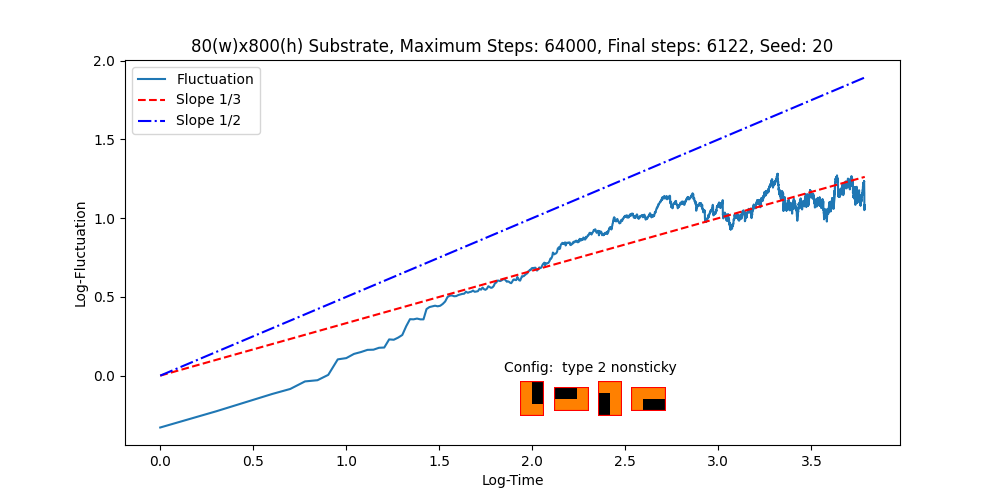 80(w)x800(h) Substrate, Maximum Steps: 64000, Final steps: 6122, Seed: 20
Fluctuation
Slope 1/3
Slope 1/2
2.0
1.5
1.0
0.5
0.0
Log-Fluctuation
Config:  type 2 nonsticky
0.0 0.5 1.0 1.5 2.0 2.5 3.0 3.5
Log-Time